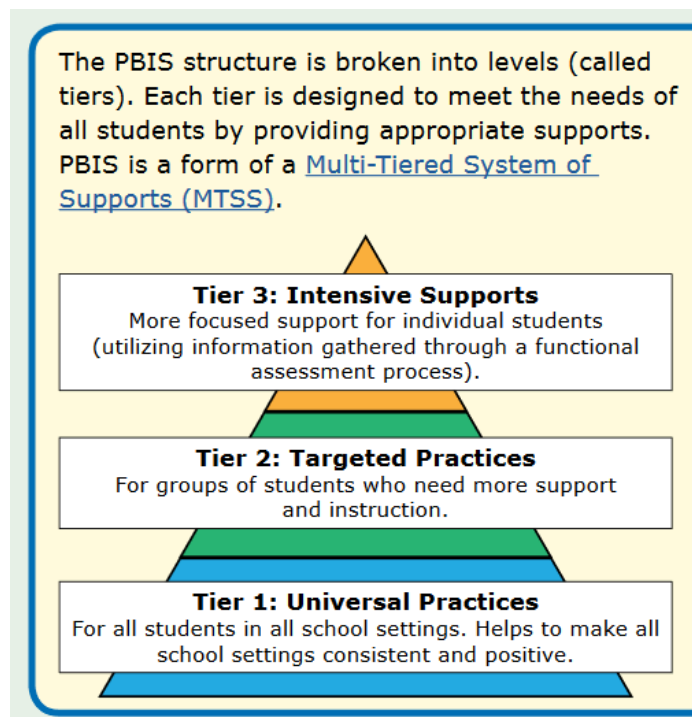 The PBIS structure is broken into levels (called
tiers). Each tier is designed to meet the needs of
all students by providing appropriate supports.
PBIS is a form of a Multi-Tiered System of
Supports (MTSS).
Tier 3: Intensive Supports
More focused support for individual students
(utilizing information gathered through a functional
assessment process).
Tier 2: Targeted Practices
For groups of students who need more support
and instruction.
Tier 1: Universal Practices
For all students in all school settings. Helps to make all
school settings consistent and positive.